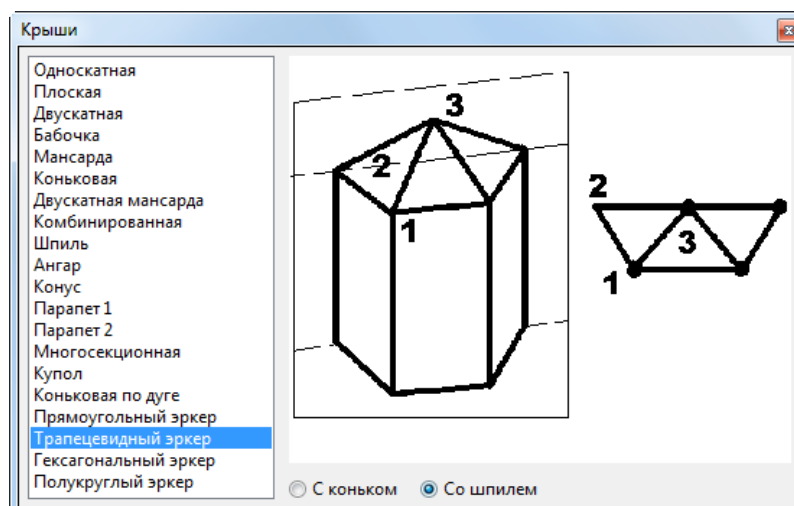 Крыши
Односкатная
Плоская
Двускатная
Бабочка
Мансарда
Коньковая
Двускатная мансарда
Комбинированная
Шпиль
Ангар
Конус
Парапет 1
Парапет 2
Многосекционная
Купол
Коньковая по дуге
Прямоугольный эркер
Трапецевидный эркер
Гексагональный эркер
Полукруглый эркер
3
2
1
2
3
1
С коньком
Со шпилем